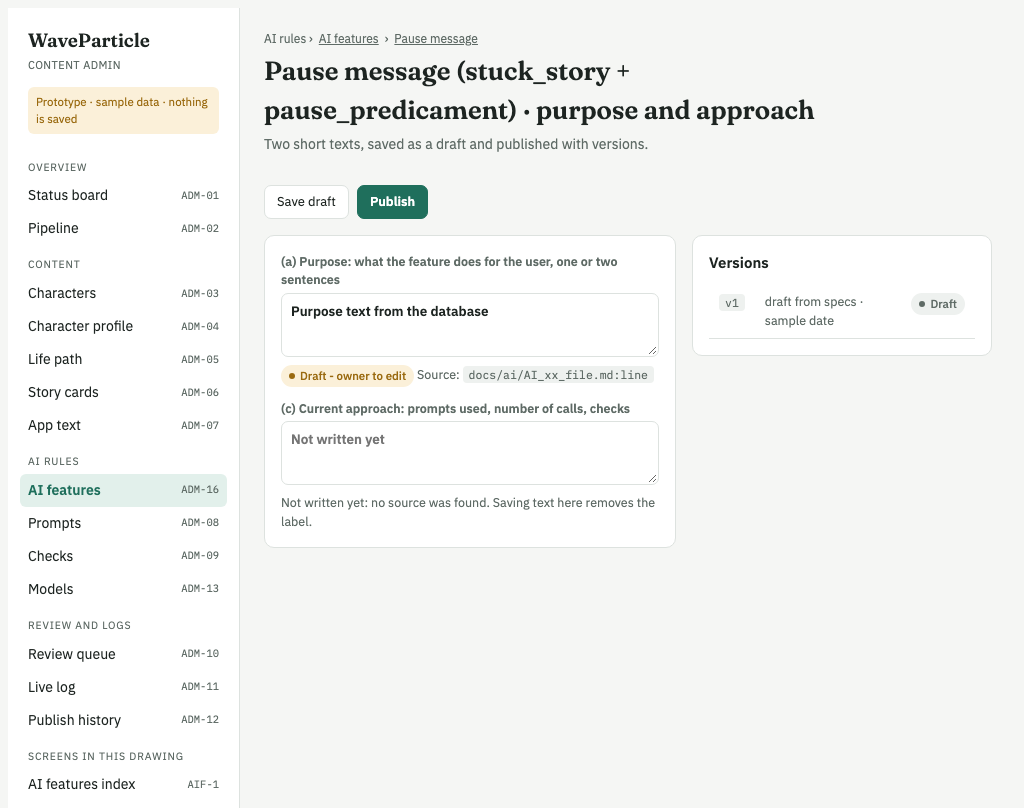 WaveParticle
CONTENT ADMIN
Prototype · sample data · nothing
is saved
OVERVIEW
Status board ADM-01
Pipeline ADM-02
CONTENT
Characters ADM-03
Character profile ADM-04
Life path ADM-05
Story cards ADM-06
App text ADM-07
AI RULES
AI features ADM-16
Prompts ADM-08
Checks ADM-09
Models ADM-13
REVIEW AND LOGS
Review queue ADM-10
Live log ADM-11
Publish history ADM-12
SCREENS IN THIS DRAWING
AI features index AIF-1
AI rules › AI features › Pause message
Pause message (stuck_story +
pause_predicament) · purpose and approach
Two short texts, saved as a draft and published with versions.
Save draft Publish
(a) Purpose: what the feature does for the user, one or two
sentences
Purpose text from the database
Draft - owner to edit Source: docs/ai/AI_xx_file.md:line
(c) Current approach: prompts used, number of calls, checks
Not written yet
Not written yet: no source was found. Saving text here removes the
label.
Versions
v1 draft from specs · Draft
sample date